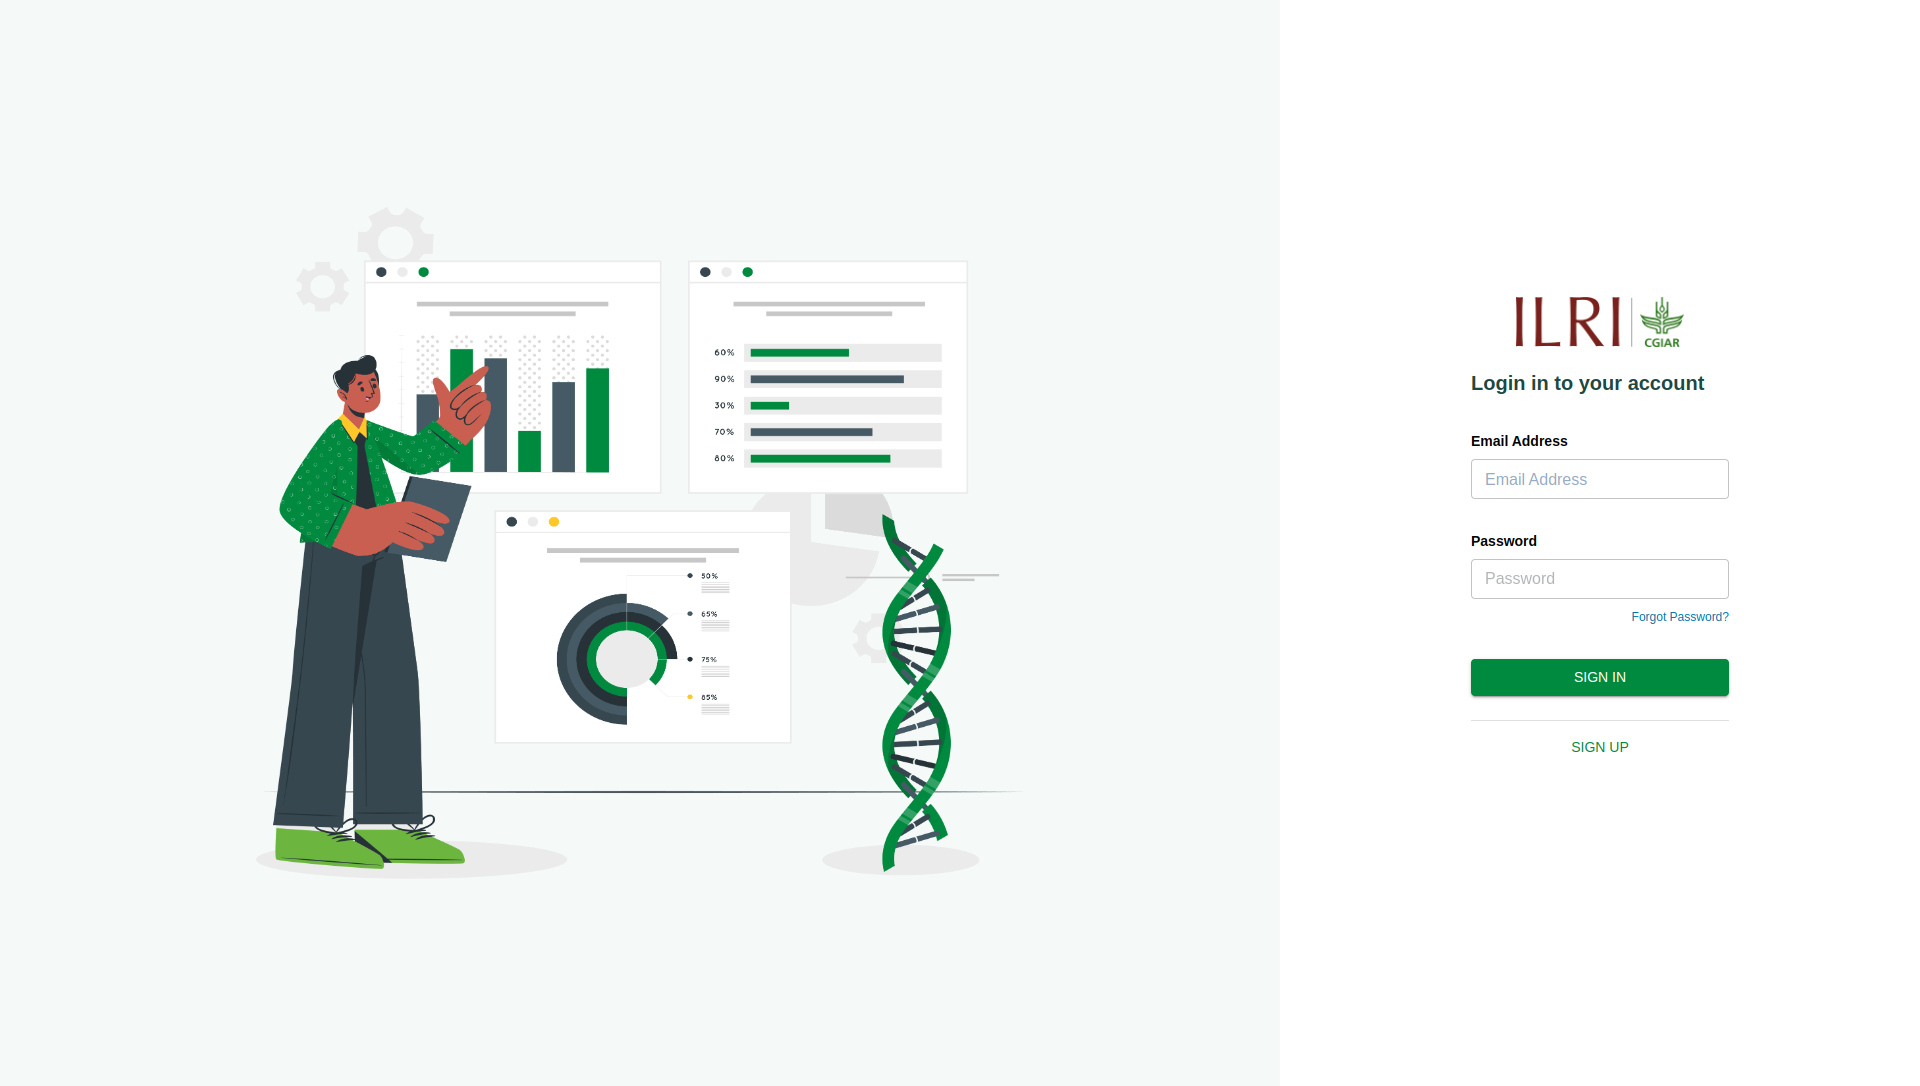 60%
90%
30%
70%
80%
50%
65%
75%
85%
ILRI
CGIAR
Login in to your account
Email Address
Email Address
Password
Password
Forgot Password?
SIGN IN
SIGN UP